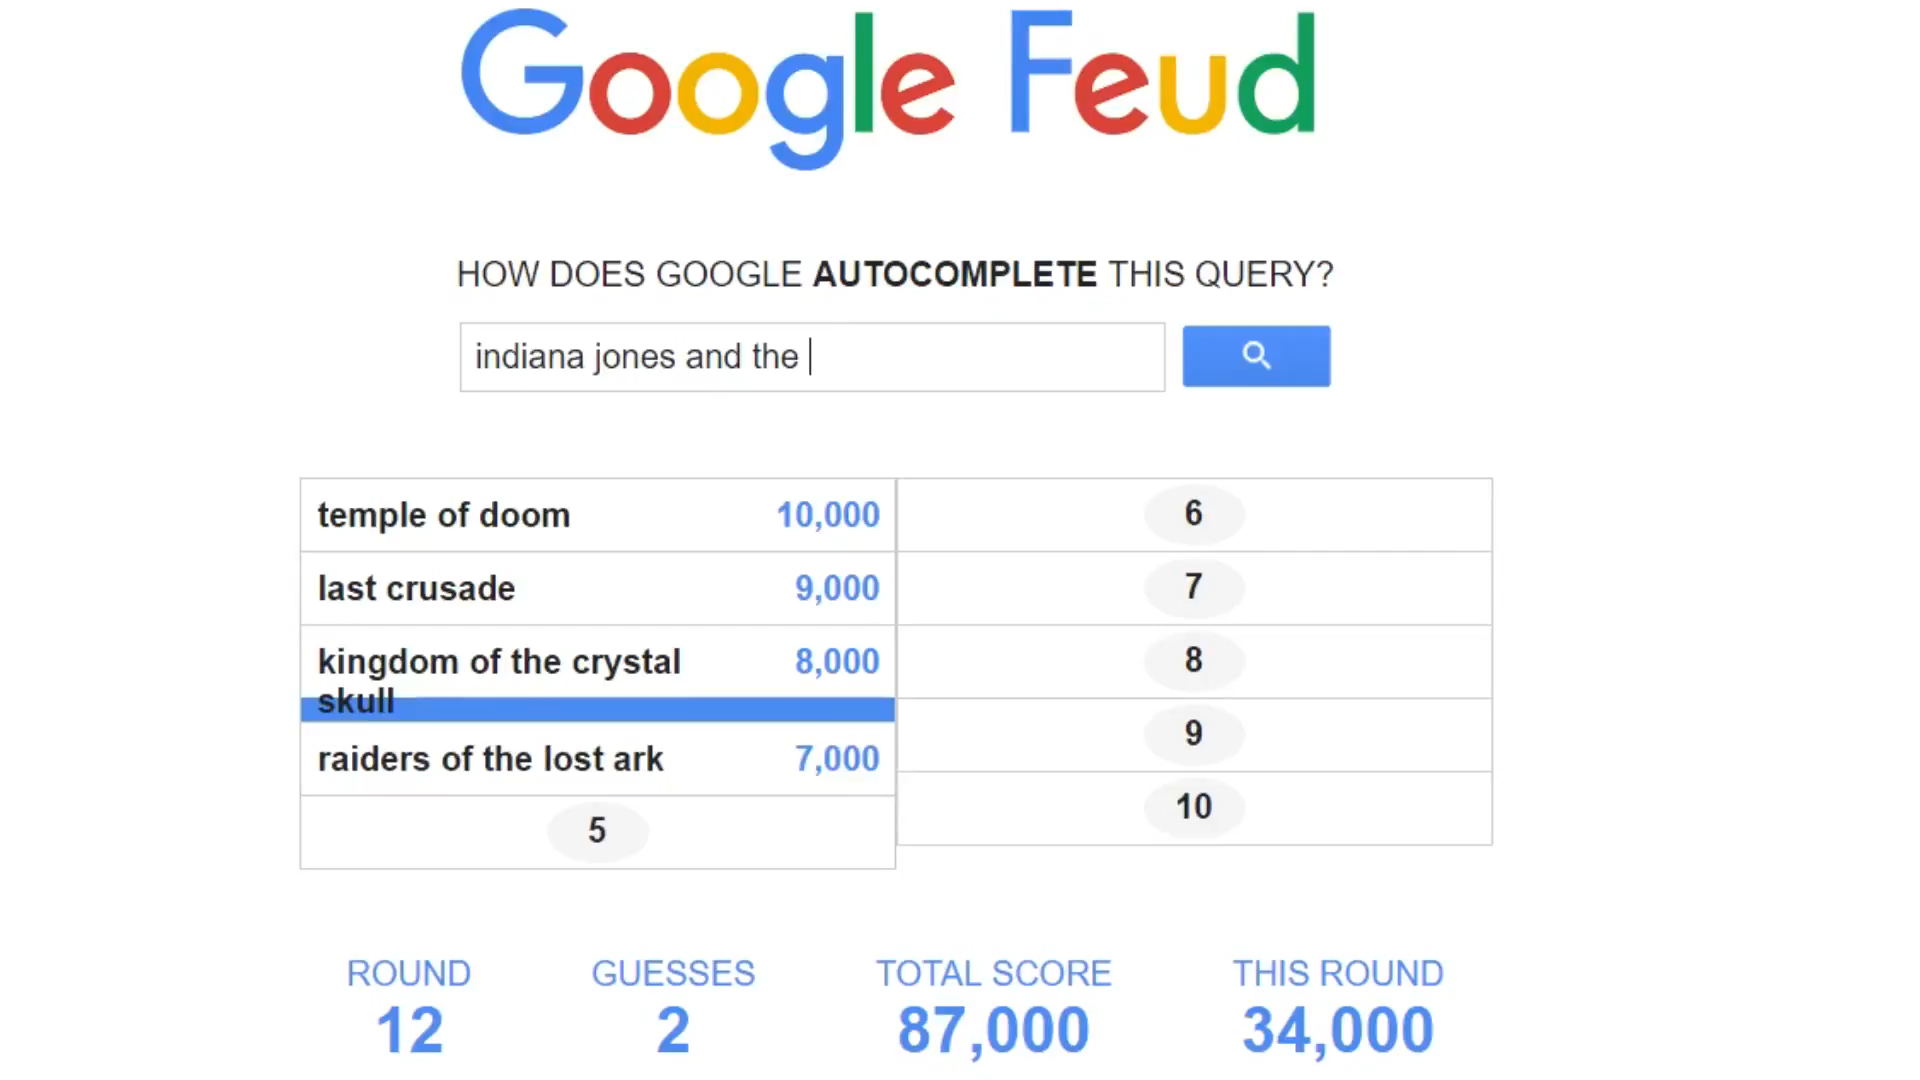 Google Feud
HOW DOES GOOGLE AUTOCOMPLETE THIS QUERY?
indiana jones and the
temple of doom 10,000
last crusade 9,000
kingdom of the crystal 8,000
skull
raiders of the lost ark 7,000
5
6
7
8
9
10
ROUND GUESSES TOTAL SCORE THIS ROUND
12 2 87,000 34,000